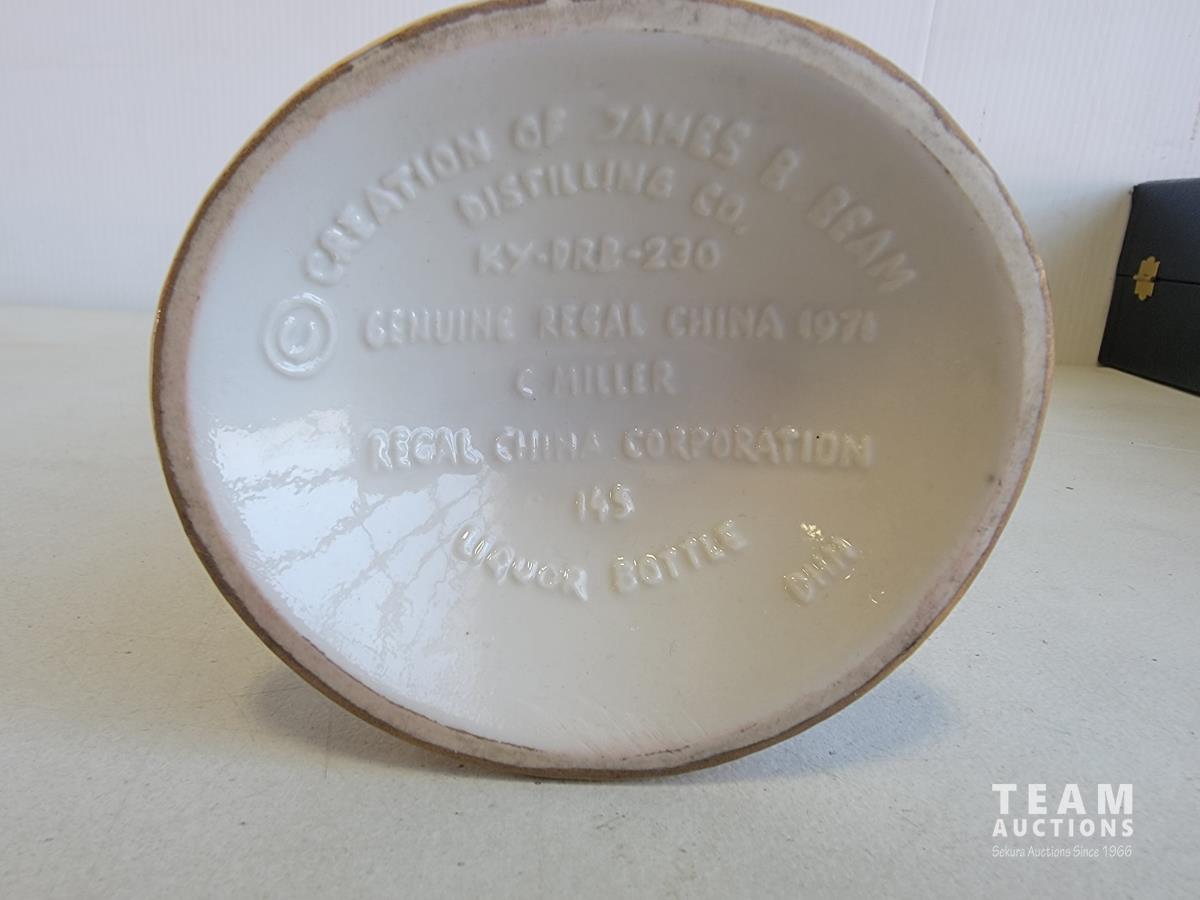 CREATION OF JAMES B. BEAM
DISTILLING CO.
KY-DRB-230
© GENUINE REGAL CHINA 1971
C MILLER
REGAL CHINA CORPORATION
145
LIQUOR BOTTLE
TEAM
AUCTIONS
Sekura Auctions Since 1966